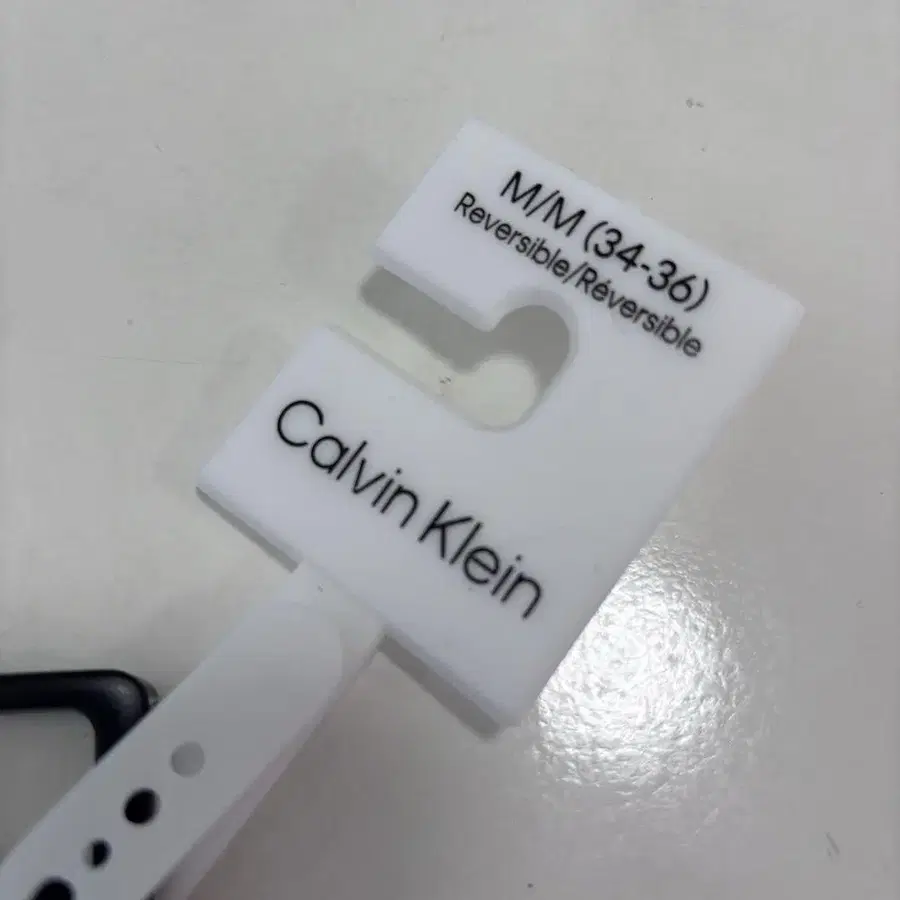 M/M (34-36)
Reversible/Réversible
Calvin Klein